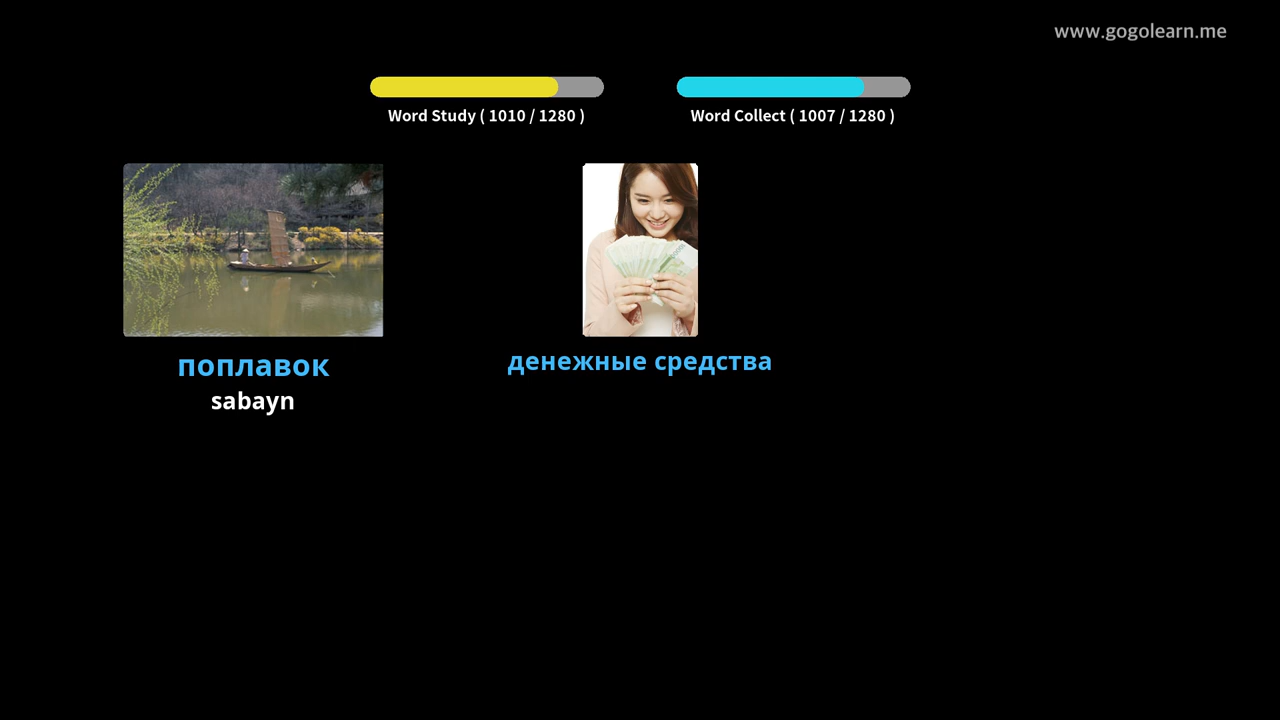 www.gogolearn.me
Word Study ( 1010 / 1280 )
Word Collect ( 1007 / 1280 )
поплавок
sabayn
денежные средства